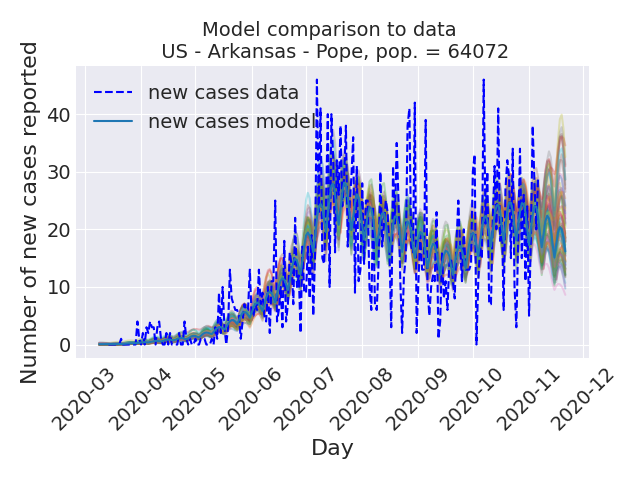 Model comparison to data
US - Arkansas - Pope, pop. = 64072
Number of new cases reported
new cases data
new cases model
40
30
20
10
0
2020-03
2020-04
2020-05
2020-06
2020-07
2020-08
2020-09
2020-10
2020-11
2020-12
Day